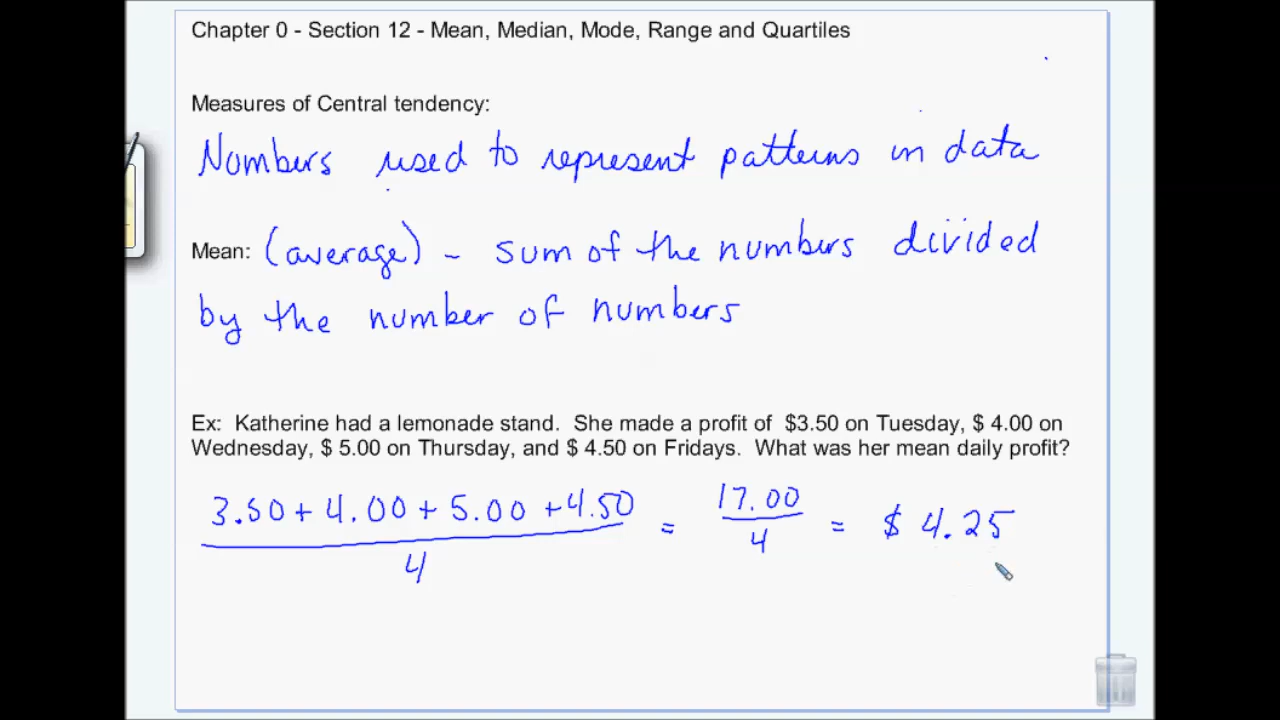 Chapter 0 - Section 12 - Mean, Median, Mode, Range and Quartiles
Measures of Central tendency:
Numbers used to represent patterns in data
Mean: (average) - sum of the numbers divided
by the number of numbers
Ex: Katherine had a lemonade stand. She made a profit of $3.50 on Tuesday, $ 4.00 on
Wednesday, $ 5.00 on Thursday, and $ 4.50 on Fridays. What was her mean daily profit?
3.50 + 4.00 + 5.00 + 4.50 = 17.00 = $ 4.25
4 4